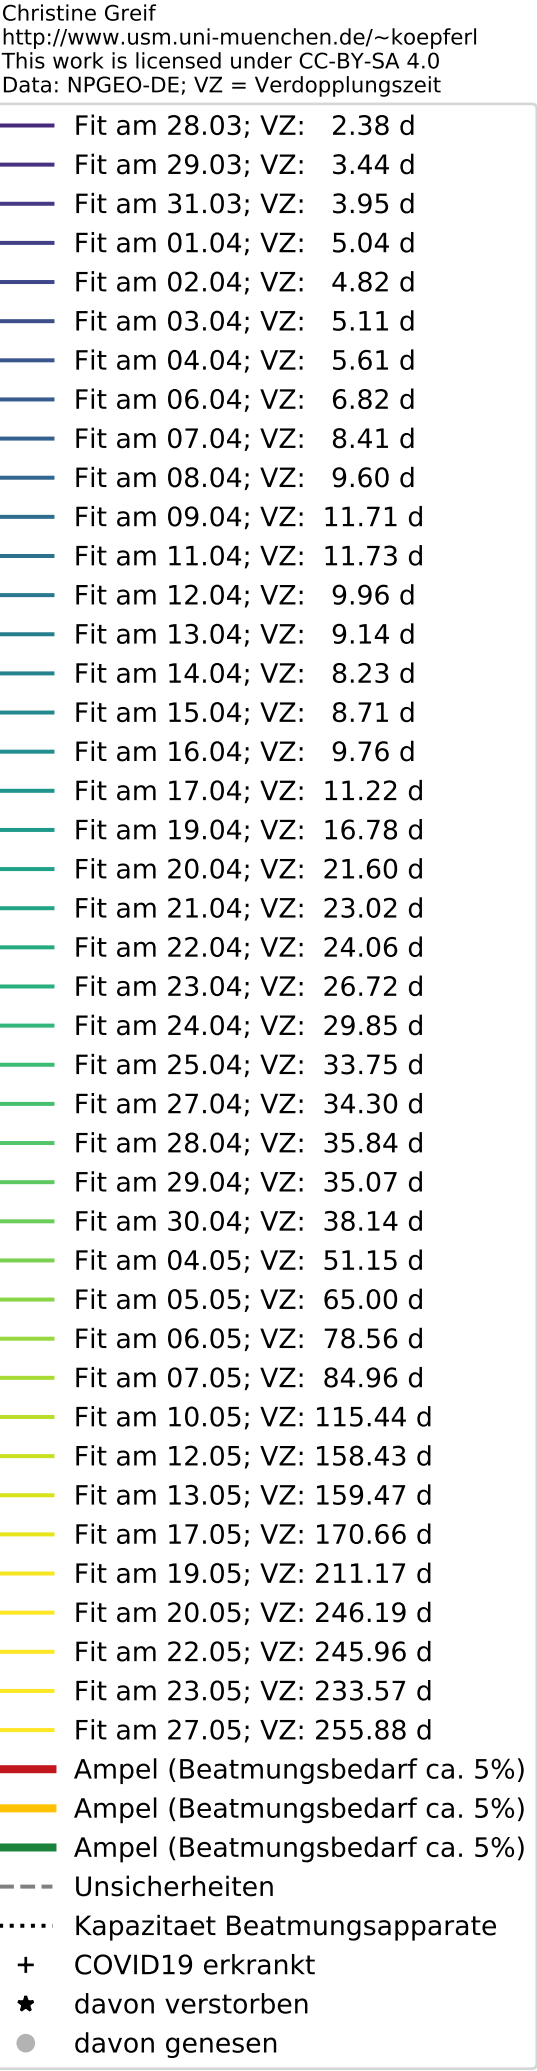 Christine Greif
http://www.usm.uni-muenchen.de/~koepferl
This work is licensed under CC-BY-SA 4.0
Data: NPGEO-DE; VZ = Verdopplungszeit
Fit am 28.03; VZ: 2.38 d
Fit am 29.03; VZ: 3.44 d
Fit am 31.03; VZ: 3.95 d
Fit am 01.04; VZ: 5.04 d
Fit am 02.04; VZ: 4.82 d
Fit am 03.04; VZ: 5.11 d
Fit am 04.04; VZ: 5.61 d
Fit am 06.04; VZ: 6.82 d
Fit am 07.04; VZ: 8.41 d
Fit am 08.04; VZ: 9.60 d
Fit am 09.04; VZ: 11.71 d
Fit am 11.04; VZ: 11.73 d
Fit am 12.04; VZ: 9.96 d
Fit am 13.04; VZ: 9.14 d
Fit am 14.04; VZ: 8.23 d
Fit am 15.04; VZ: 8.71 d
Fit am 16.04; VZ: 9.76 d
Fit am 17.04; VZ: 11.22 d
Fit am 19.04; VZ: 16.78 d
Fit am 20.04; VZ: 21.60 d
Fit am 21.04; VZ: 23.02 d
Fit am 22.04; VZ: 24.06 d
Fit am 23.04; VZ: 26.72 d
Fit am 24.04; VZ: 29.85 d
Fit am 25.04; VZ: 33.75 d
Fit am 27.04; VZ: 34.30 d
Fit am 28.04; VZ: 35.84 d
Fit am 29.04; VZ: 35.07 d
Fit am 30.04; VZ: 38.14 d
Fit am 04.05; VZ: 51.15 d
Fit am 05.05; VZ: 65.00 d
Fit am 06.05; VZ: 78.56 d
Fit am 07.05; VZ: 84.96 d
Fit am 10.05; VZ: 115.44 d
Fit am 12.05; VZ: 158.43 d
Fit am 13.05; VZ: 159.47 d
Fit am 17.05; VZ: 170.66 d
Fit am 19.05; VZ: 211.17 d
Fit am 20.05; VZ: 246.19 d
Fit am 22.05; VZ: 245.96 d
Fit am 23.05; VZ: 233.57 d
Fit am 27.05; VZ: 255.88 d
Ampel (Beatmungsbedarf ca. 5%)
Ampel (Beatmungsbedarf ca. 5%)
Ampel (Beatmungsbedarf ca. 5%)
Unsicherheiten
Kapazitaet Beatmungsapparate
COVID19 erkrankt
davon verstorben
davon genesen